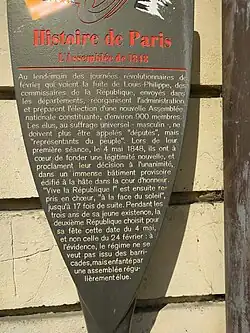 Histoire de Paris
L'Assemblée de 1848
Au lendemain des journées révolutionnaires de
février, qui voient la fuite de Louis-Philippe, des
commissaires de la République, envoyés dans
les départements, réorganisent l'administration
et préparent l'élection d'une nouvelle Assemblée
nationale constituante, d'environ 900 membres.
Les élus, au suffrage universel - masculin -, ne
doivent plus être appelés "députés", mais
"représentants du peuple". Lors de leur
première séance, le 4 mai 1848, ils ont à
cœur de fonder une légitimité nouvelle, et
proclament leur décision à l'unanimité,
dans un immense bâtiment provisoire
édifié à la hâte dans la cour d'honneur.
"Vive la République !" est ensuite re-
pris en chœur, "à la face du soleil",
jusqu'à 17 fois de suite. Pendant les
trois ans de sa jeune existence, la
deuxième République choisit pour
sa fête cette date du 4 mai,
et non celle du 24 février : à
l'évidence, le régime ne se
veut pas issu des barri-
cades, mais enfanté par
une assemblée régu-
lièrement élue.